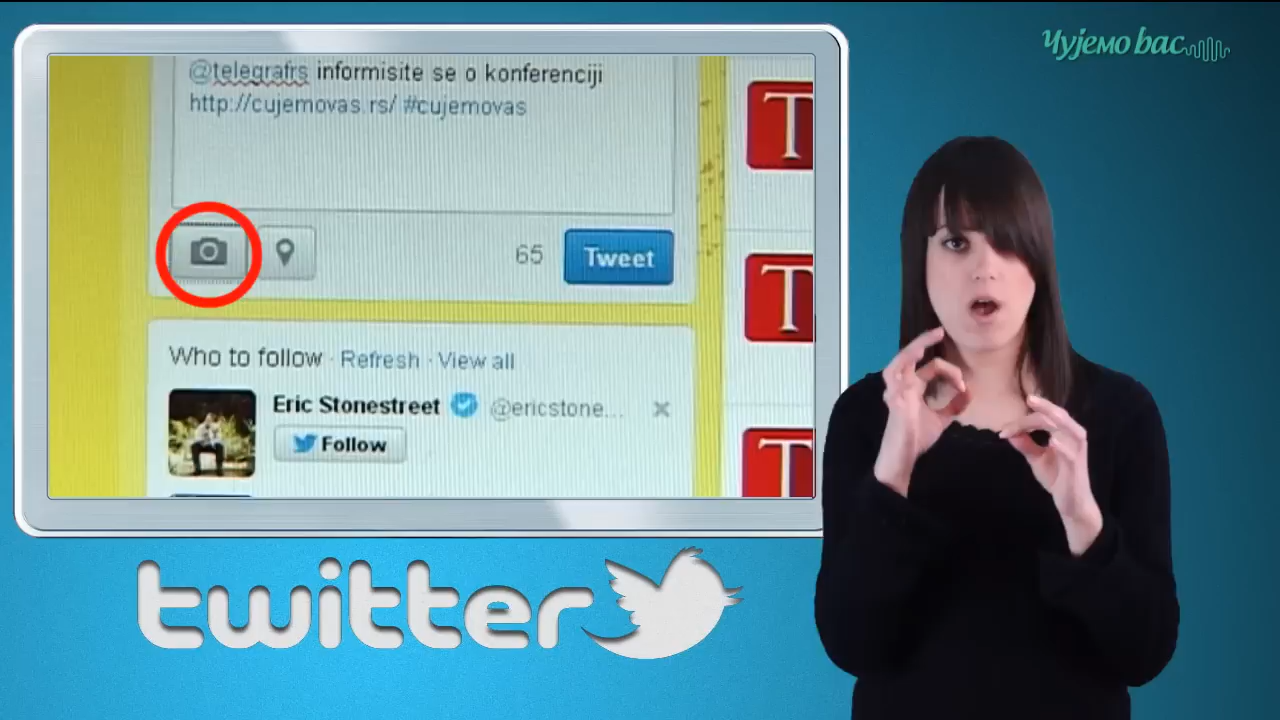 Чујемо вас
@telegrafrs informisite se o konferenciji
http://cujemovas.rs/ #cujemovas
65
Tweet
Who to follow · Refresh · View all
Eric Stonestreet @ericstone...
Follow
T
T
T
twitter